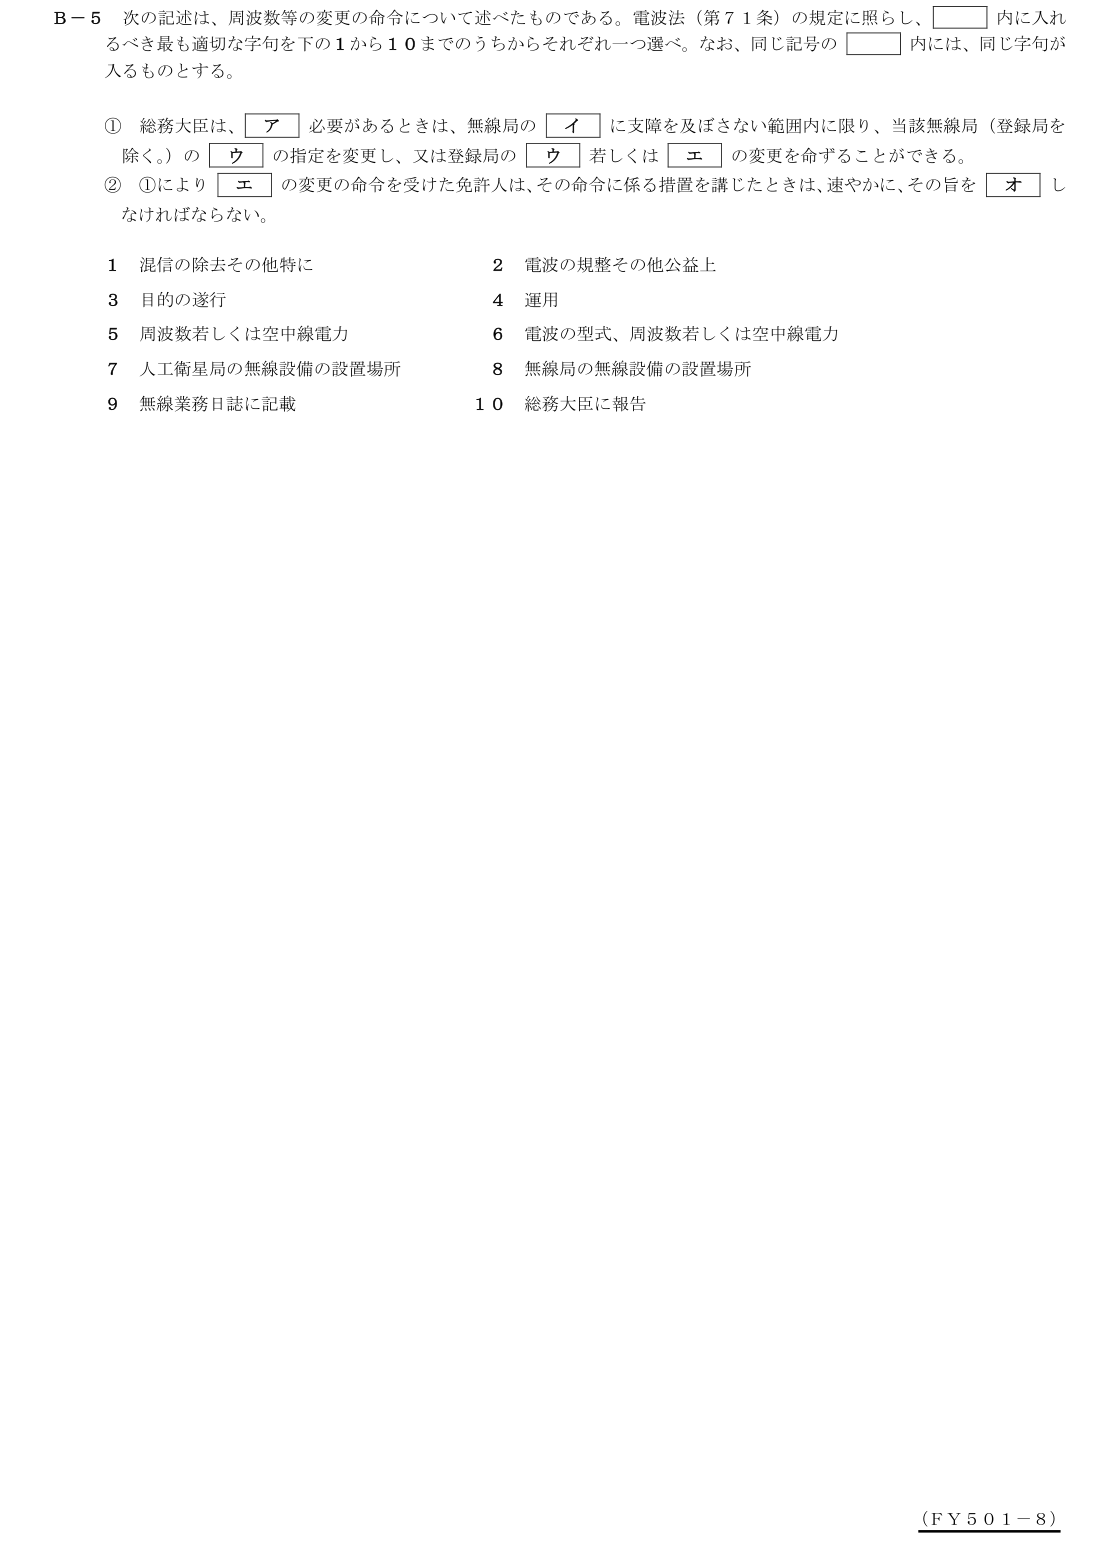 Ｂ－５　次の記述は、周波数等の変更の命令について述べたものである。電波法（第７１条）の規定に照らし、　　　内に入れ
るべき最も適切な字句を下の１から１０までのうちからそれぞれ一つ選べ。なお、同じ記号の　　　内には、同じ字句が
入るものとする。
①　総務大臣は、 ア 必要があるときは、無線局の イ に支障を及ぼさない範囲内に限り、当該無線局（登録局を
除く。）の ウ の指定を変更し、又は登録局の ウ 若しくは エ の変更を命ずることができる。
②　①により エ の変更の命令を受けた免許人は、その命令に係る措置を講じたときは、速やかに、その旨を オ し
なければならない。
１　混信の除去その他特に　　２　電波の規整その他公益上
３　目的の遂行　　４　運用
５　周波数若しくは空中線電力　　６　電波の型式、周波数若しくは空中線電力
７　人工衛星局の無線設備の設置場所　　８　無線局の無線設備の設置場所
９　無線業務日誌に記載　　１０　総務大臣に報告
（ＦＹ５０１－８）